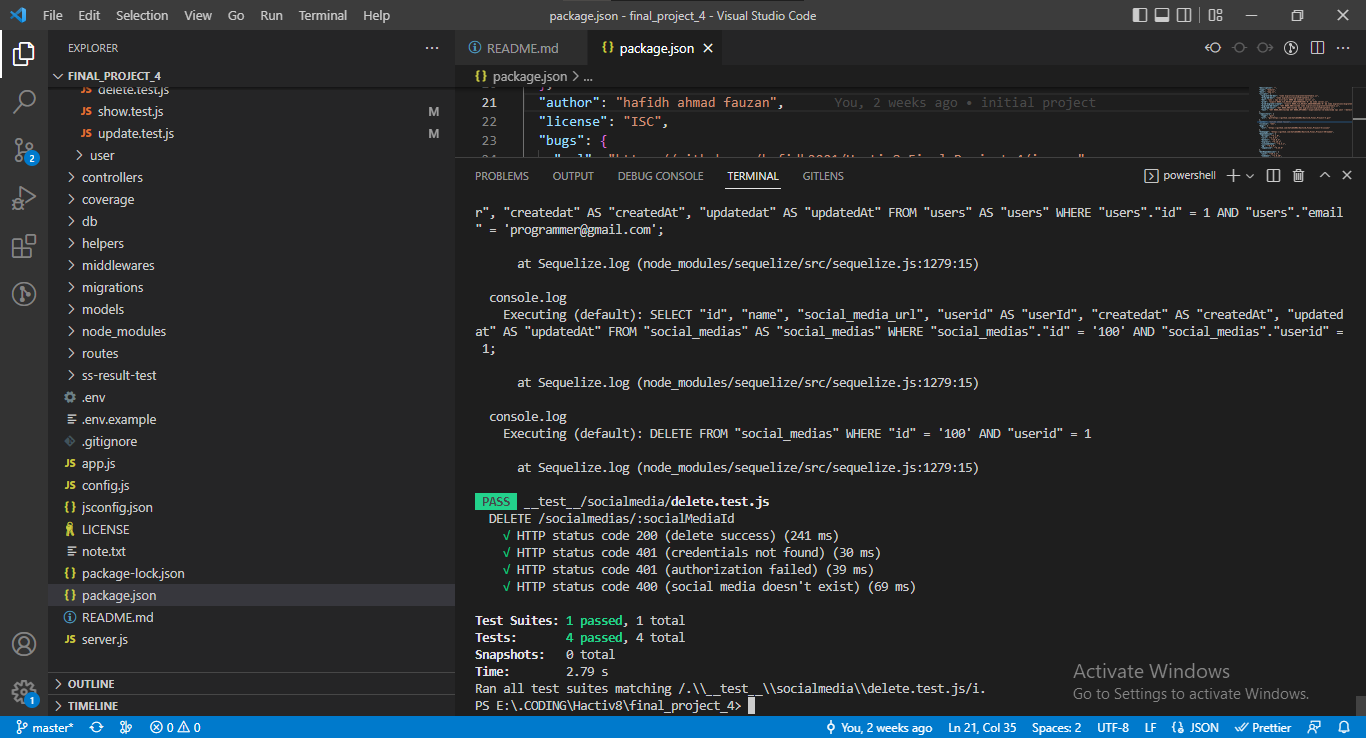 File Edit Selection View Go Run Terminal Help package.json - final_project_4 - Visual Studio Code
EXPLORER
FINAL_PROJECT_4
delete.test.js
JS show.test.js M
JS update.test.js M
user
controllers
coverage
db
helpers
middlewares
migrations
models
node_modules
routes
ss-result-test
.env
.env.example
.gitignore
JS app.js
JS config.js
{} jsconfig.json
LICENSE
note.txt
{} package-lock.json
{} package.json
README.md
JS server.js
OUTLINE
TIMELINE
2
1
README.md {} package.json
{} package.json > ...
21 "author": "hafidh ahmad fauzan", You, 2 weeks ago • initial project
22 "license": "ISC",
23 "bugs": {
PROBLEMS OUTPUT DEBUG CONSOLE TERMINAL GITLENS powershell
r", "createdat" AS "createdAt", "updatedat" AS "updatedAt" FROM "users" AS "users" WHERE "users"."id" = 1 AND "users"."email
" = 'programmer@gmail.com';
at Sequelize.log (node_modules/sequelize/src/sequelize.js:1279:15)
console.log
Executing (default): SELECT "id", "name", "social_media_url", "userid" AS "userId", "createdat" AS "createdAt", "updated
at" AS "updatedAt" FROM "social_medias" AS "social_medias" WHERE "social_medias"."id" = '100' AND "social_medias"."userid" =
1;
at Sequelize.log (node_modules/sequelize/src/sequelize.js:1279:15)
console.log
Executing (default): DELETE FROM "social_medias" WHERE "id" = '100' AND "userid" = 1
at Sequelize.log (node_modules/sequelize/src/sequelize.js:1279:15)
PASS __test__/socialmedia/delete.test.js
DELETE /socialmedias/:socialMediaId
√ HTTP status code 200 (delete success) (241 ms)
√ HTTP status code 401 (credentials not found) (30 ms)
√ HTTP status code 401 (authorization failed) (39 ms)
√ HTTP status code 400 (social media doesn't exist) (69 ms)
Test Suites: 1 passed, 1 total
Tests: 4 passed, 4 total
Snapshots: 0 total
Time: 2.79 s
Ran all test suites matching /.\\__test__\\socialmedia\\delete.test.js/i.
PS E:\.CODING\Hactiv8\final_project_4>
Activate Windows
Go to Settings to activate Windows.
master* 0 0 You, 2 weeks ago Ln 21, Col 35 Spaces: 2 UTF-8 LF {} JSON Prettier